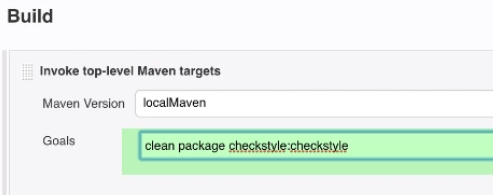 Build
Invoke top-level Maven targets
Maven Version localMaven
Goals clean package checkstyle:checkstyle